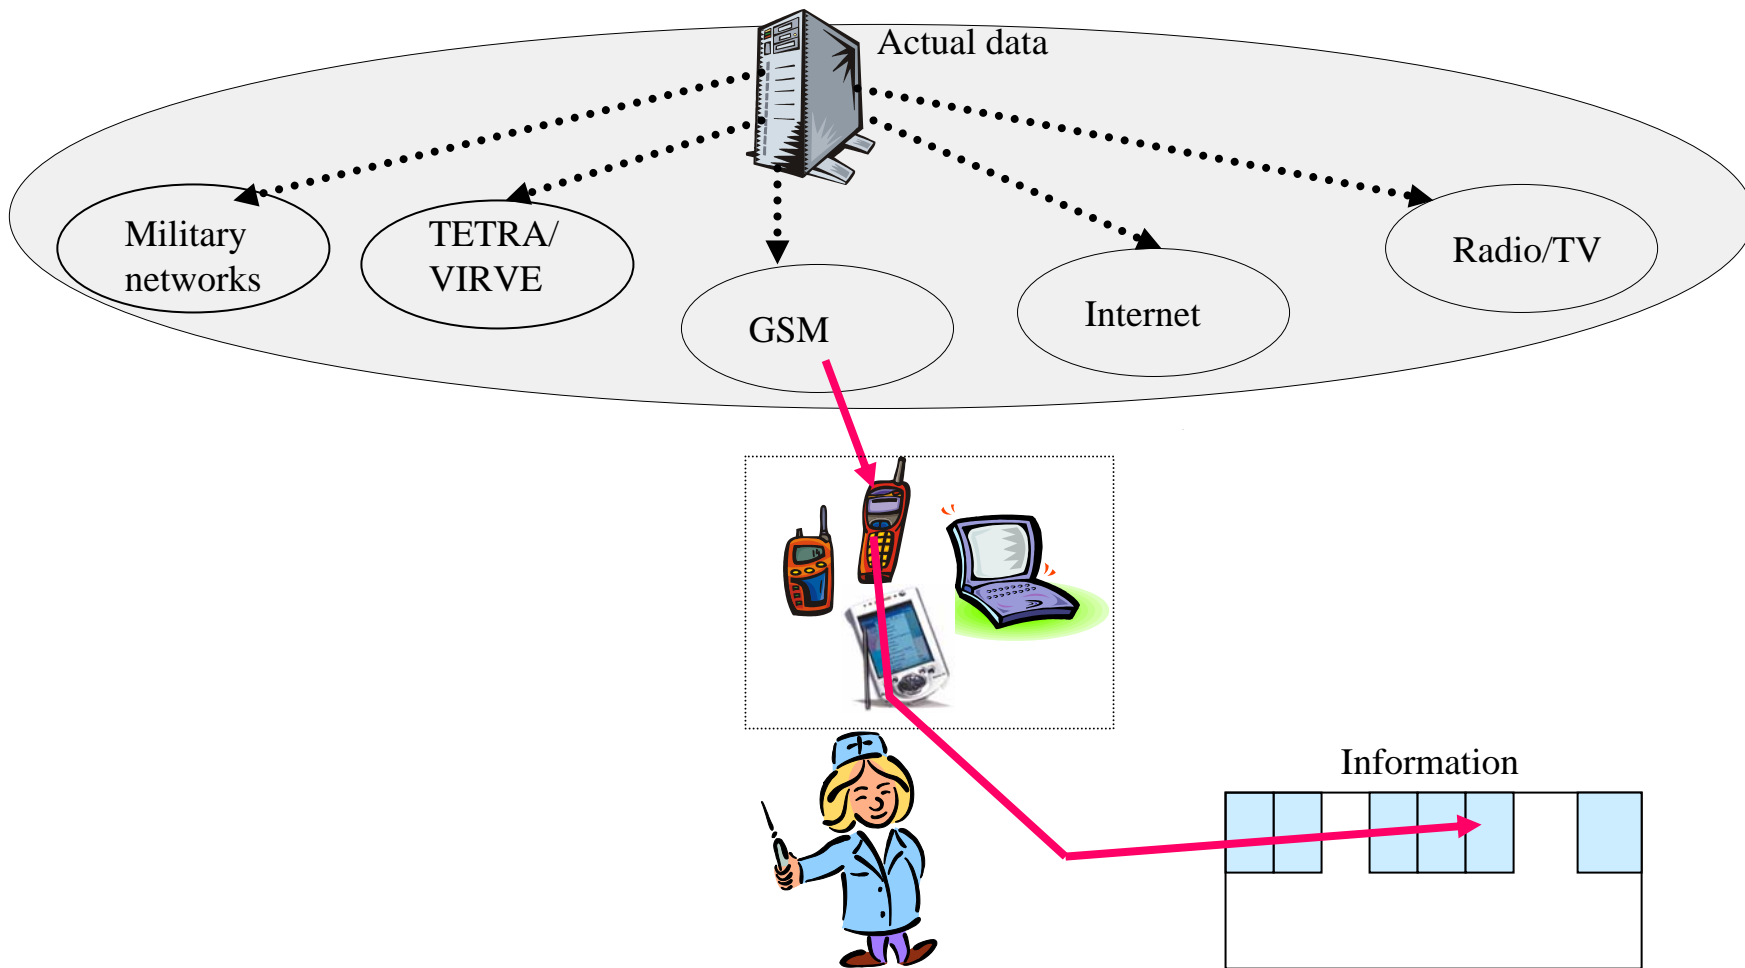 Actual data
Military
networks
TETRA/
VIRVE
GSM
Internet
Radio/TV
Information